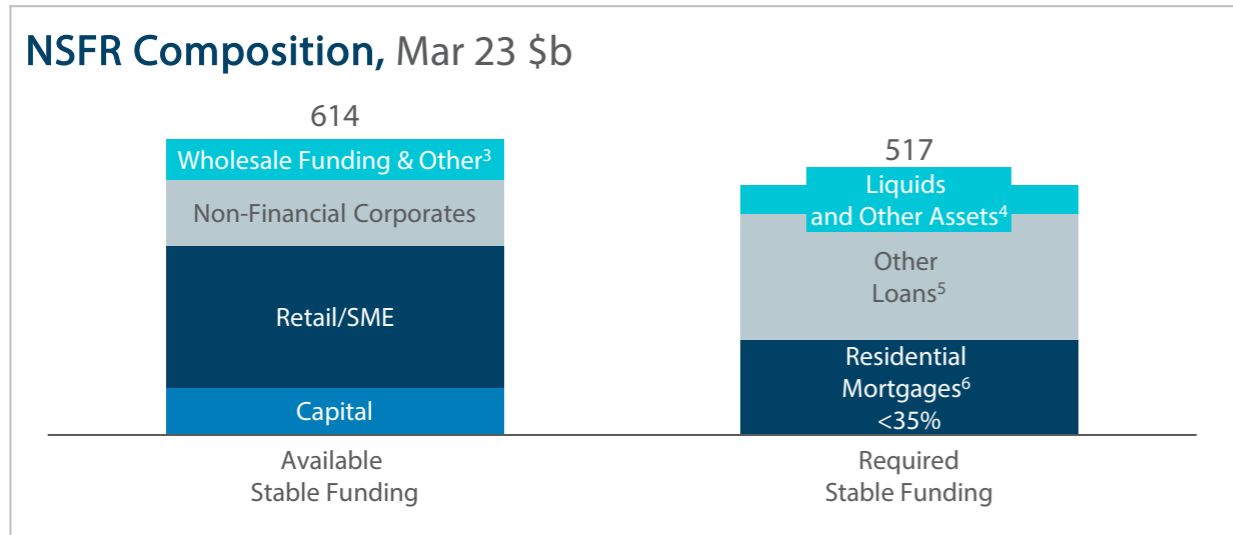 NSFR Composition, Mar 23 $b
614
Wholesale Funding & Other³
Non-Financial Corporates
Retail/SME
Capital
Available
Stable Funding
517
Liquids
and Other Assets⁴
Other
Loans⁵
Residential
Mortgages⁶
<35%
Required
Stable Funding